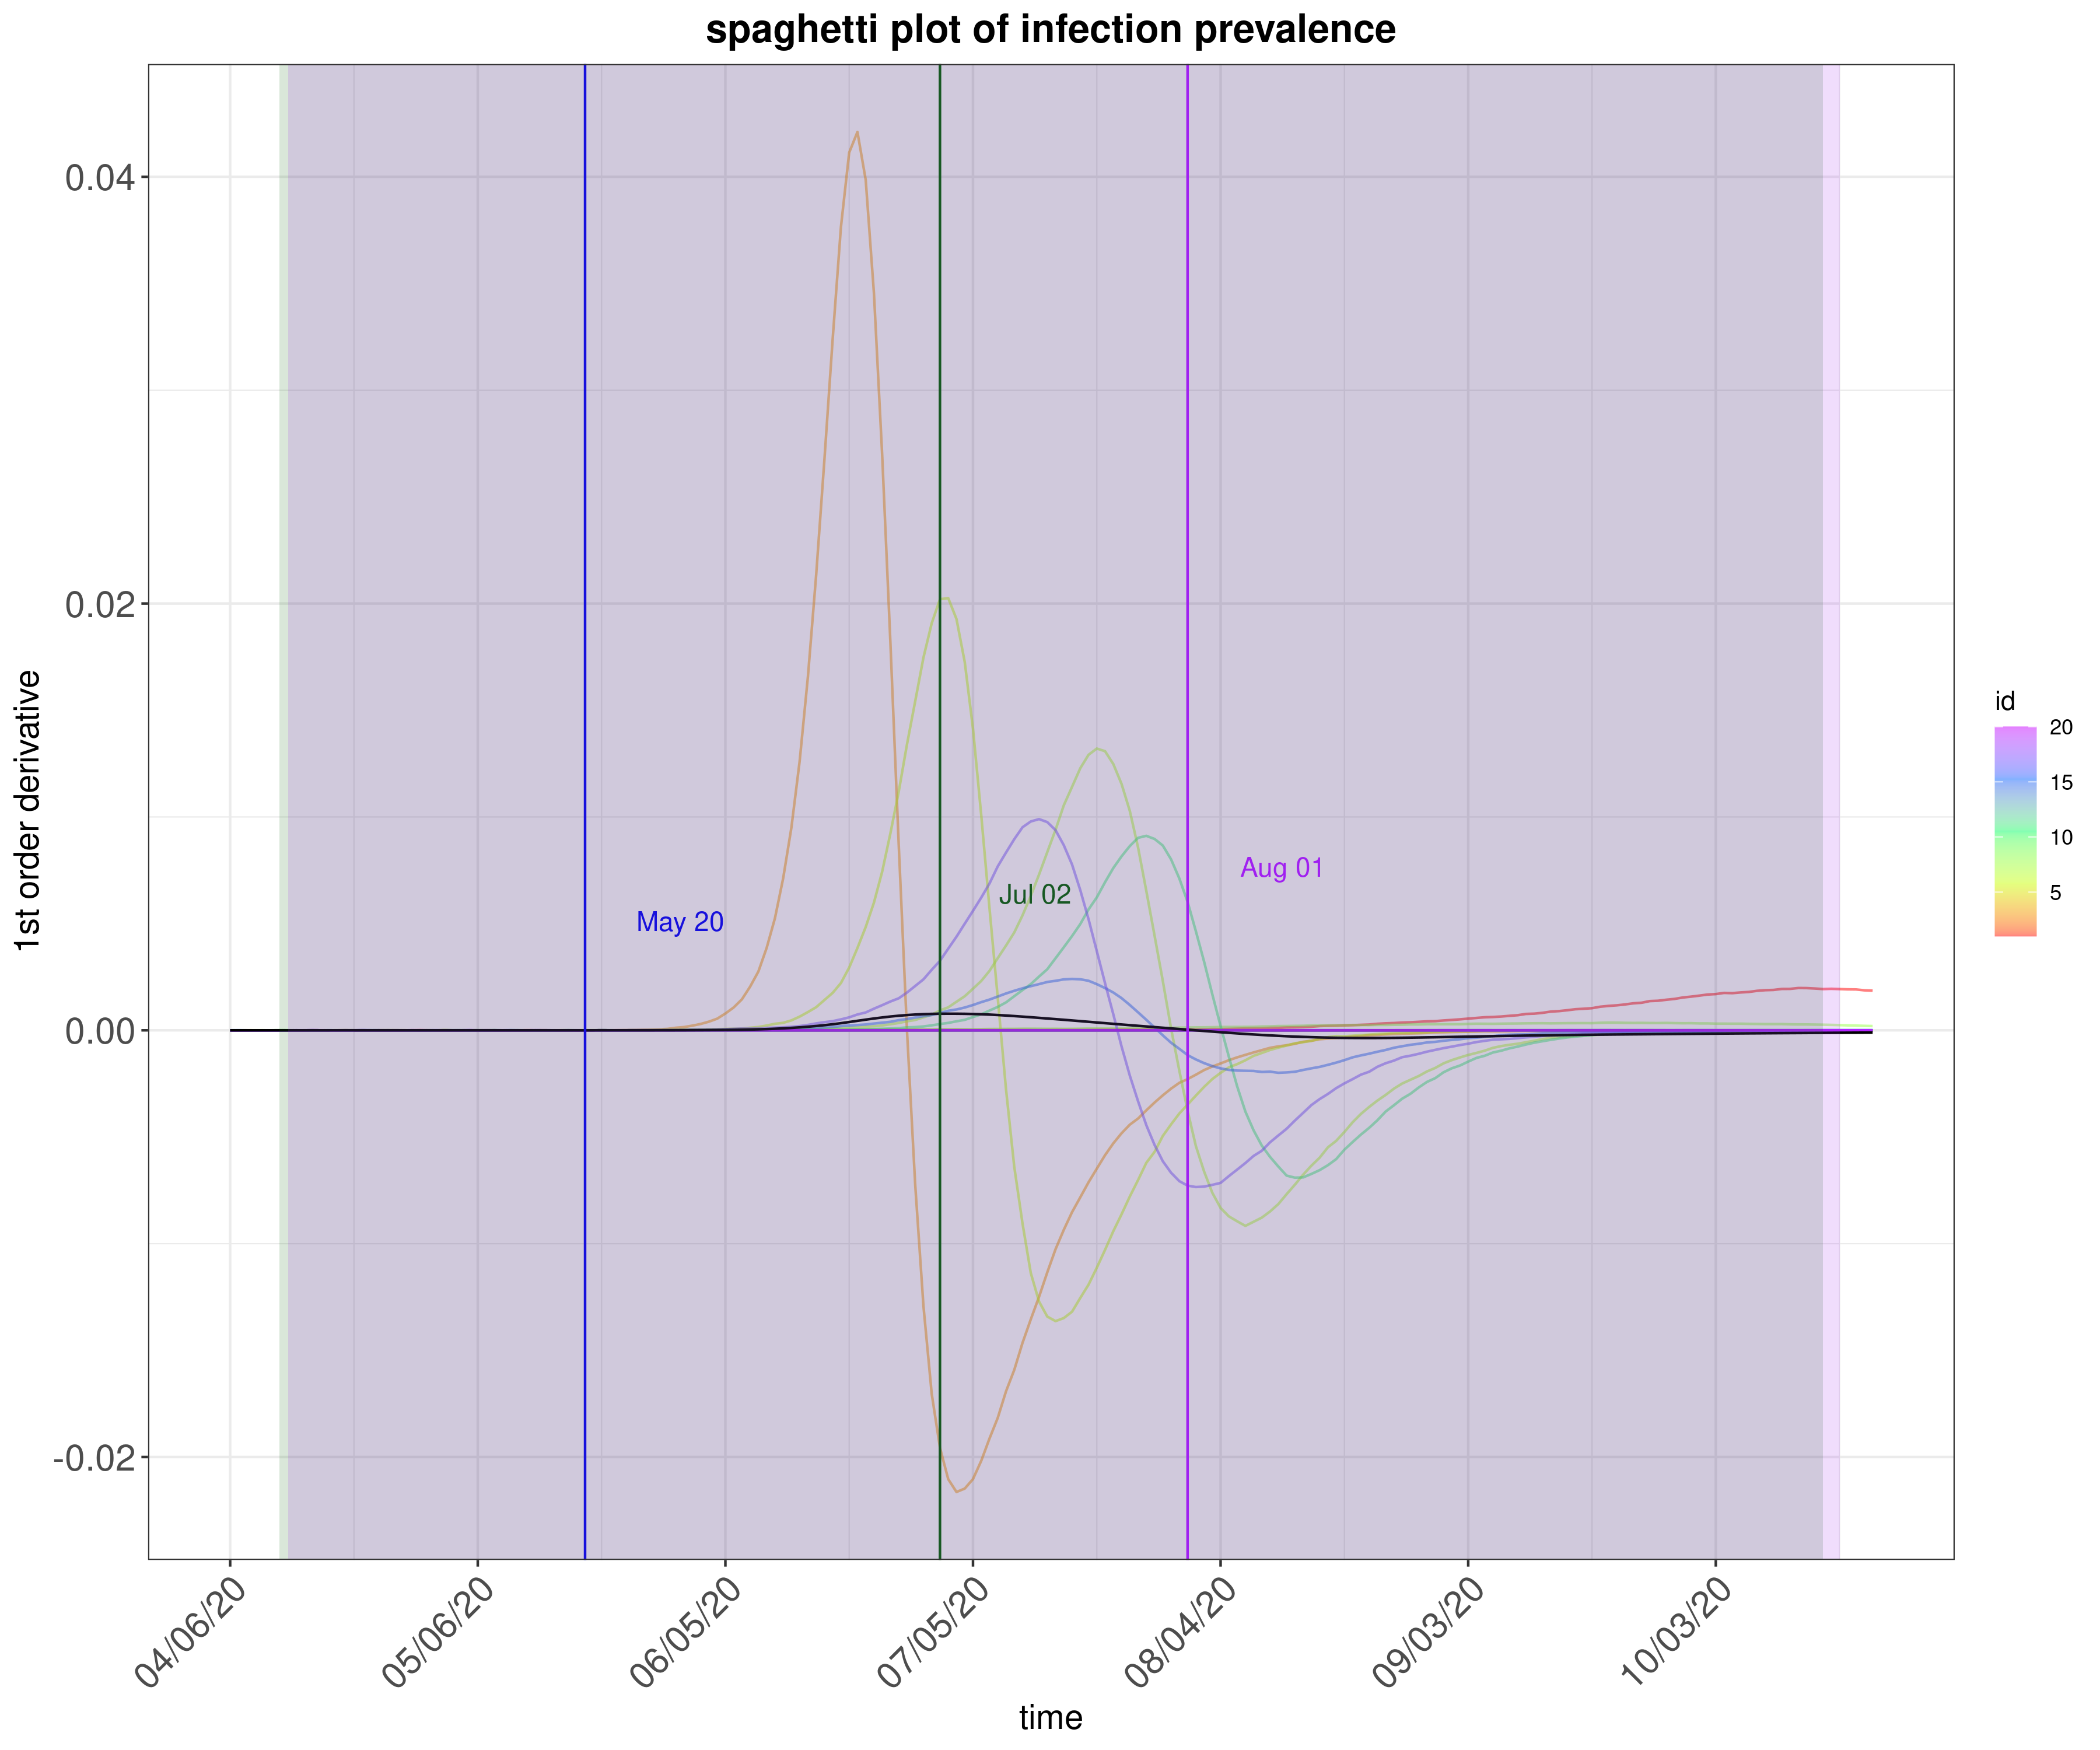 spaghetti plot of infection prevalence
1st order derivative
0.04
0.02
0.00
-0.02
May 20
Jul 02
Aug 01
04/06/20
05/06/20
06/05/20
07/05/20
08/04/20
09/03/20
10/03/20
time
id
20
15
10
5